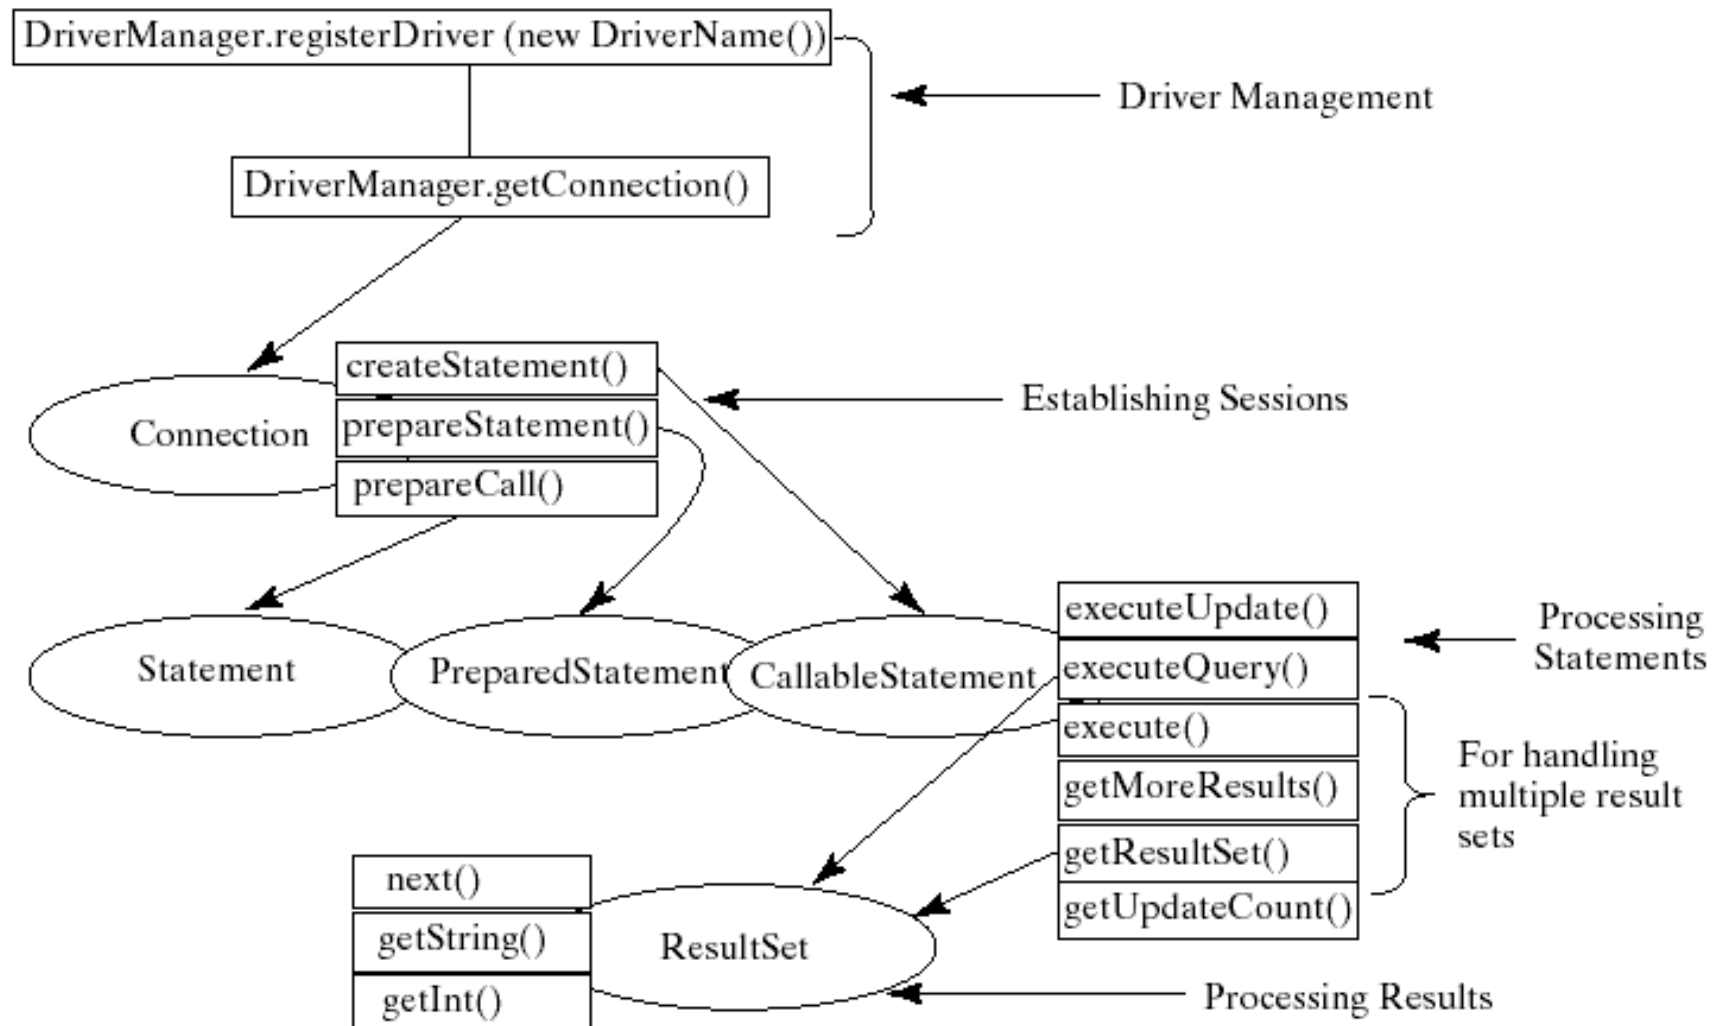 DriverManager.registerDriver (new DriverName())
Driver Management
DriverManager.getConnection()
createStatement()
Establishing Sessions
Connection
prepareStatement()
prepareCall()
executeUpdate()
Processing
Statements
Statement
PreparedStatement
CallableStatement
executeQuery()
execute()
For handling
multiple result
sets
getMoreResults()
getResultSet()
getUpdateCount()
next()
getString()
ResultSet
getInt()
Processing Results